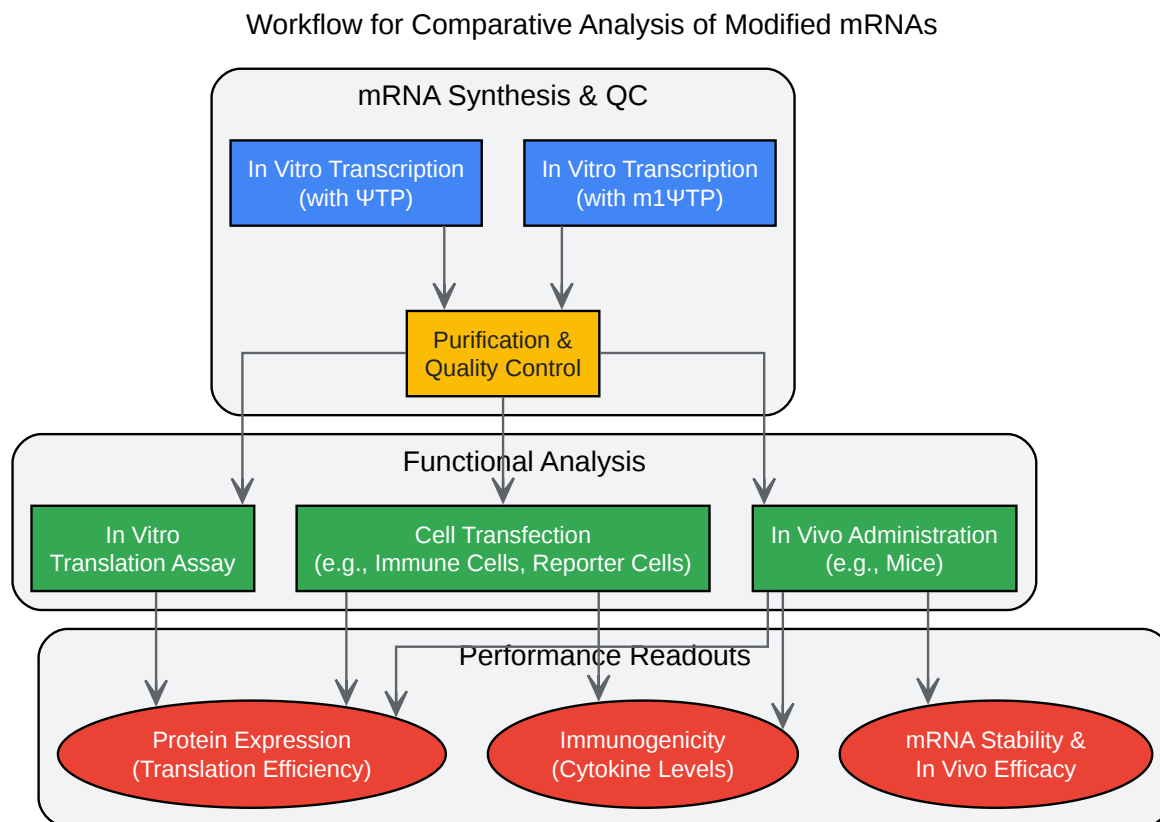 Workflow for Comparative Analysis of Modified mRNAs
mRNA Synthesis & QC
In Vitro Transcription
(with ΨTP)
In Vitro Transcription
(with m1ΨTP)
Purification &
Quality Control
Functional Analysis
In Vitro
Translation Assay
Cell Transfection
(e.g., Immune Cells, Reporter Cells)
In Vivo Administration
(e.g., Mice)
Performance Readouts
Protein Expression
(Translation Efficiency)
Immunogenicity
(Cytokine Levels)
mRNA Stability &
In Vivo Efficacy